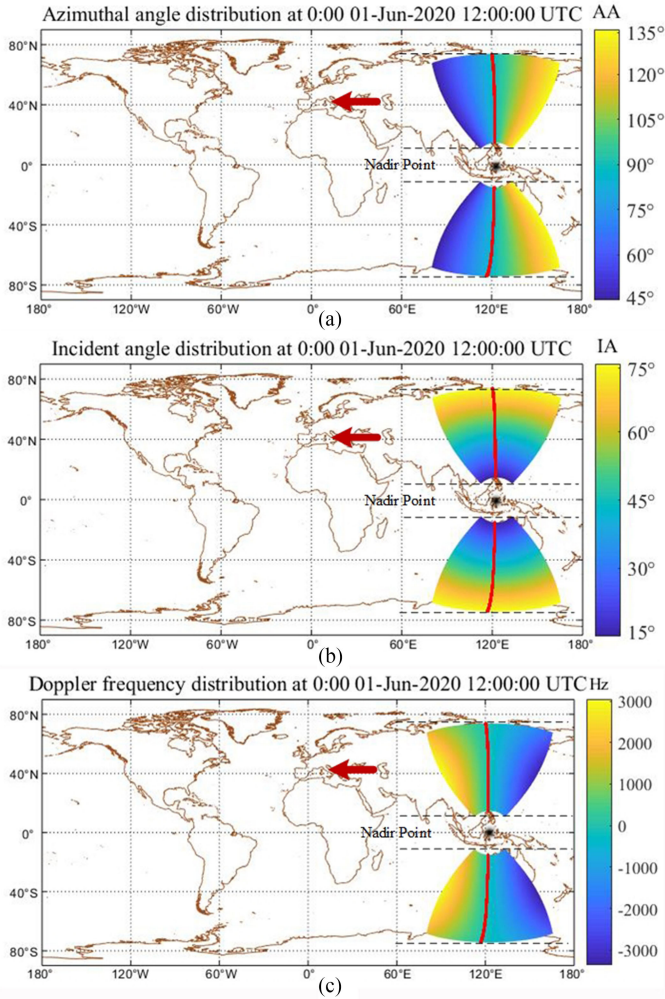 Azimuthal angle distribution at 0:00 01-Jun-2020 12:00:00 UTC AA
80°N
40°N
0°
40°S
80°S
Nadir Point
180°W 120°W 60°W 0° 60°E 120°E 180°E
135°
120°
105°
90°
75°
60°
45°
(a)
Incident angle distribution at 0:00 01-Jun-2020 12:00:00 UTC IA
80°N
40°N
0°
40°S
80°S
Nadir Point
180°W 120°W 60°W 0° 60°E 120°E 180°E
75°
60°
45°
30°
15°
(b)
Doppler frequency distribution at 0:00 01-Jun-2020 12:00:00 UTC Hz
80°N
40°N
0°
40°S
80°S
Nadir Point
180°W 120°W 60°W 0° 60°E 120°E 180°E
3000
2000
1000
0
-1000
-2000
-3000
(c)